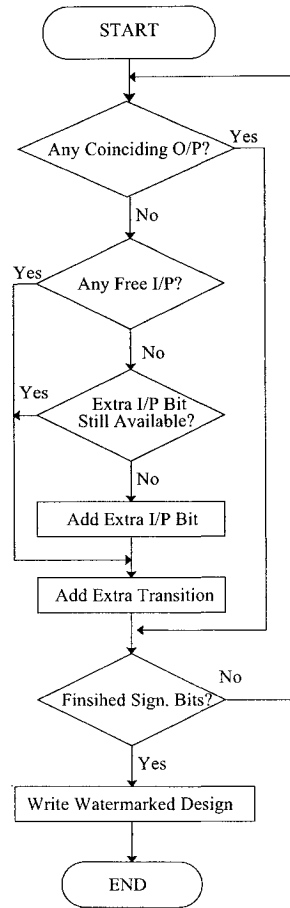 START
Any Coinciding O/P?
Yes
No
Yes
Any Free I/P?
No
Yes
Extra I/P Bit
Still Available?
No
Add Extra I/P Bit
Add Extra Transition
Finsihed Sign. Bits?
No
Yes
Write Watermarked Design
END